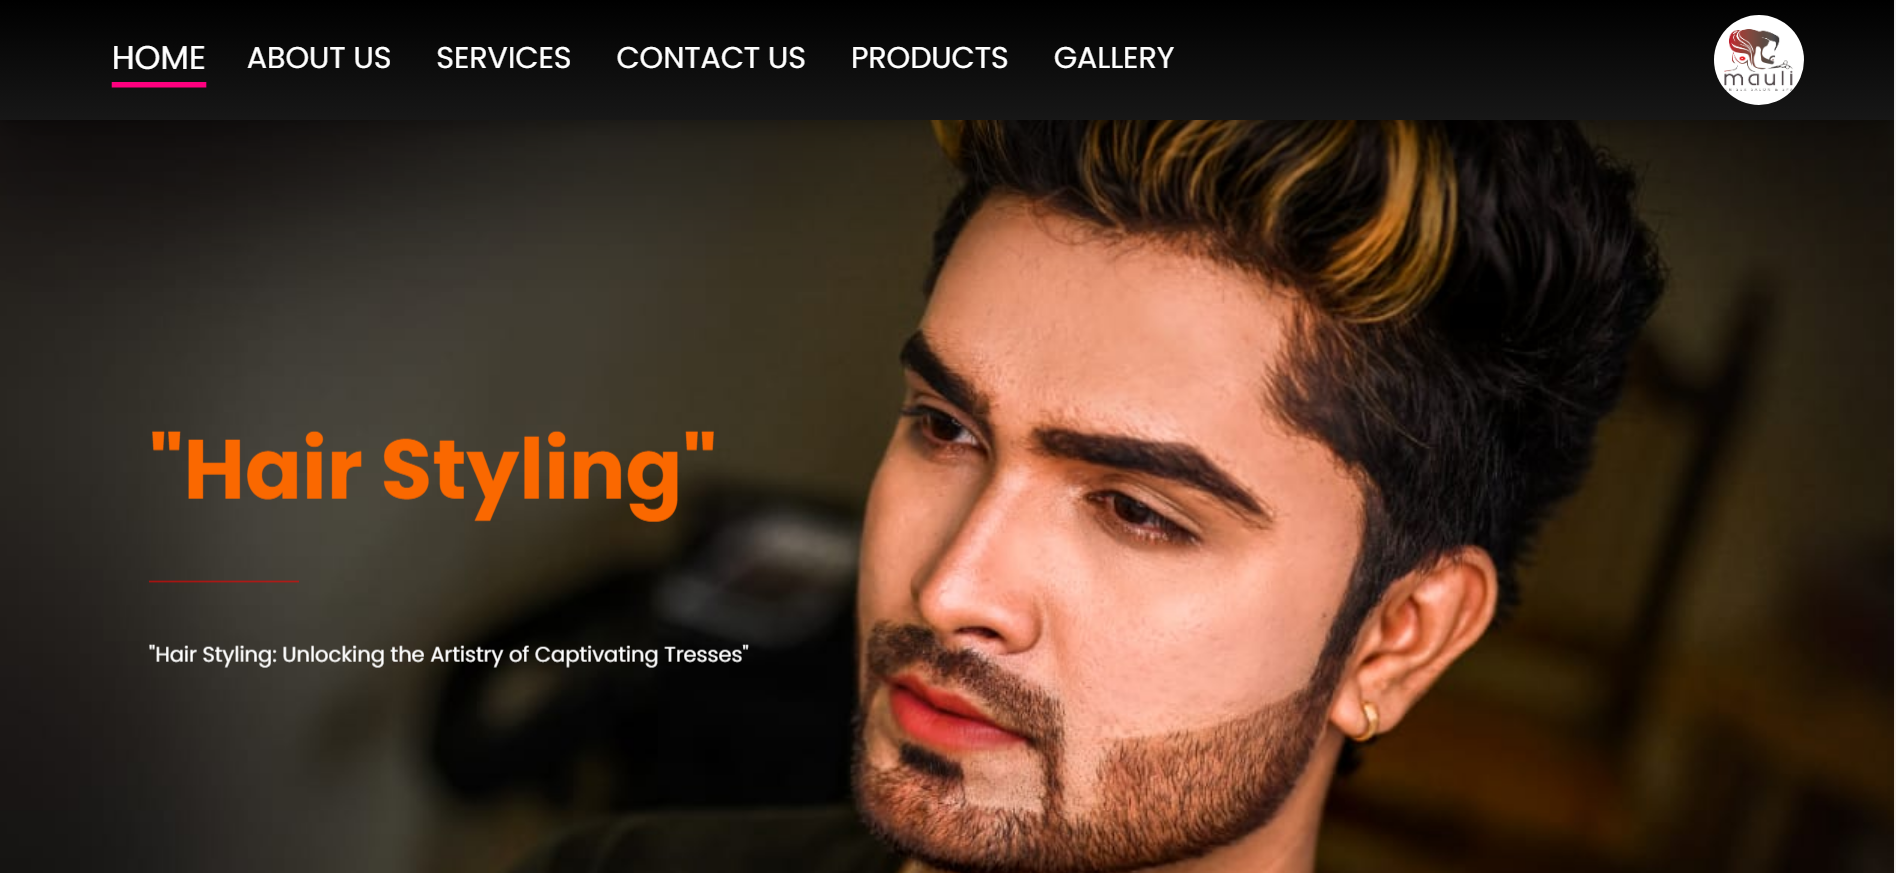 HOME ABOUT US SERVICES CONTACT US PRODUCTS GALLERY
mauli
"Hair Styling"
"Hair Styling: Unlocking the Artistry of Captivating Tresses"